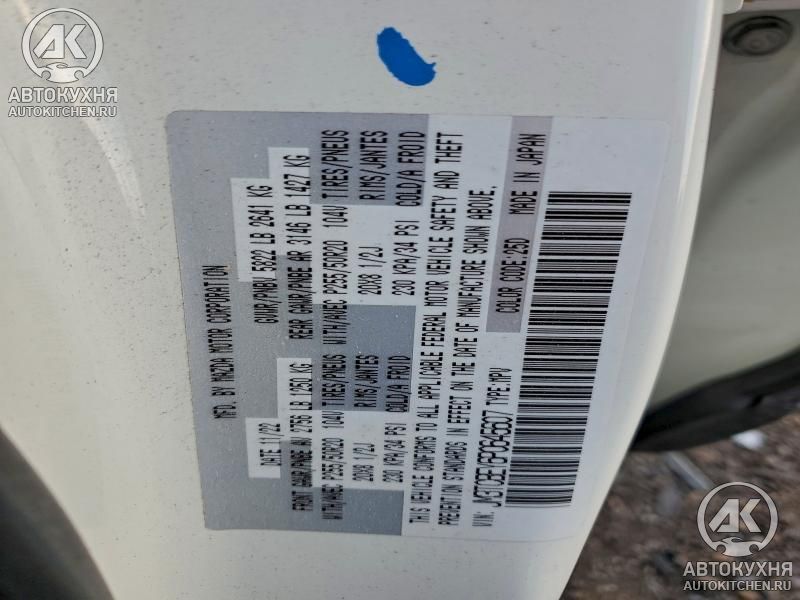 AK
АВТОКУХНЯ
AUTOKITCHEN.RU
MFD. BY MAZDA MOTOR CORPORATION
DATE 11/22 GVWR/PNBV 5822 LB 2641 KG
FRONT GAWR/PNBE AV 2756 LB 1250 KG REAR GAWR/PNBE AR 3146 LB 1427 KG
WITH/AVEC P255/50R20 104V TIRES/PNEUS WITH/AVEC P255/50R20 104V TIRES/PNEUS
20X8 1/2J RIMS/JANTES 20X8 1/2J RIMS/JANTES
230 KPA/34 PSI COLD/A FROID 230 KPA/34 PSI COLD/A FROID
THIS VEHICLE CONFORMS TO ALL APPLICABLE FEDERAL MOTOR VEHICLE SAFETY AND THEFT
PREVENTION STANDARDS IN EFFECT ON THE DATE OF MANUFACTURE SHOWN ABOVE.
VIN: TYPE:MPV COLOR CODE:25D MADE IN JAPAN
AK
АВТОКУХНЯ
AUTOKITCHEN.RU